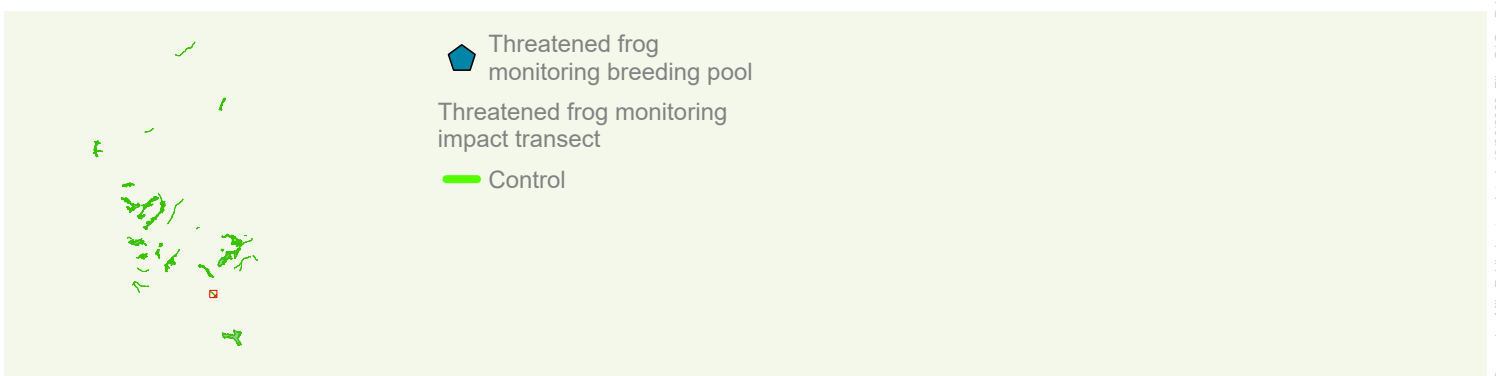 Threatened frog
monitoring breeding pool
Threatened frog monitoring
impact transect
Control